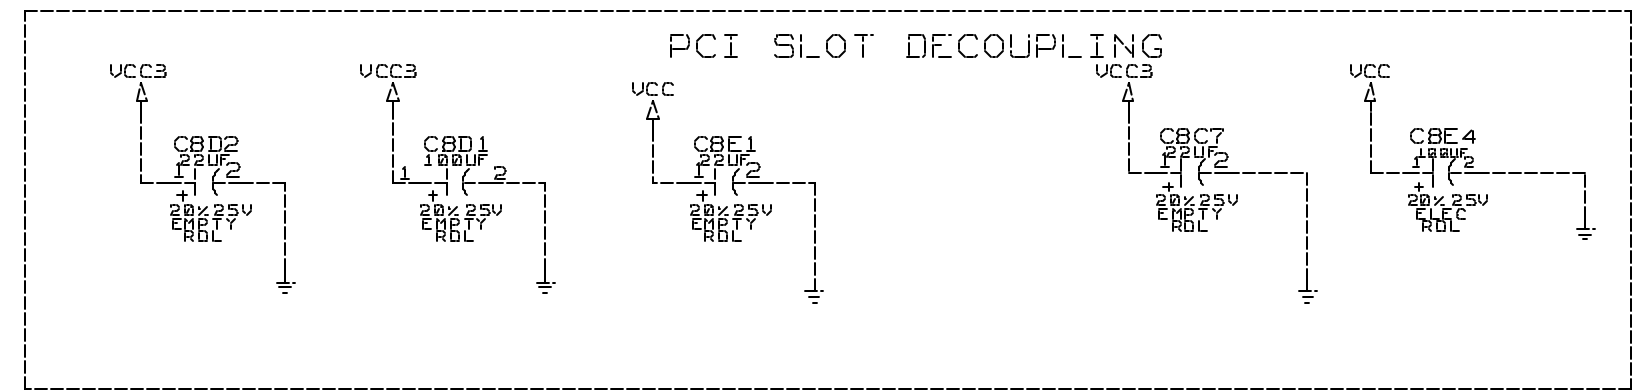 PCI SLOT DECOUPLING
VCC3
C8D2
22UF
1 2
+
20% 25V
EMPTY
RDL
VCC3
C8D1
100UF
1 2
+
20% 25V
EMPTY
RDL
VCC
C8E1
22UF
1 2
+
20% 25V
EMPTY
RDL
VCC3
C8C7
22UF
1 2
+
20% 25V
EMPTY
RDL
VCC
C8E4
100UF
1 2
+
20% 25V
ELEC
RDL